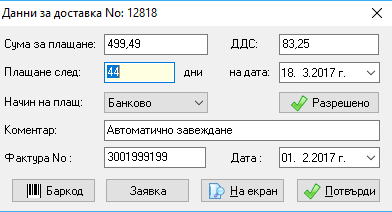 Данни за доставка No: 12818
Сума за плащане: 499,49 ДДС: 83,25
Плащане след: 44 дни на дата: 18. 3.2017 г.
Начин на плащ: Банково Разрешено
Коментар: Автоматично завеждане
Фактура No : 3001999199 Дата : 01. 2.2017 г.
Баркод Заявка На екран Потвърди